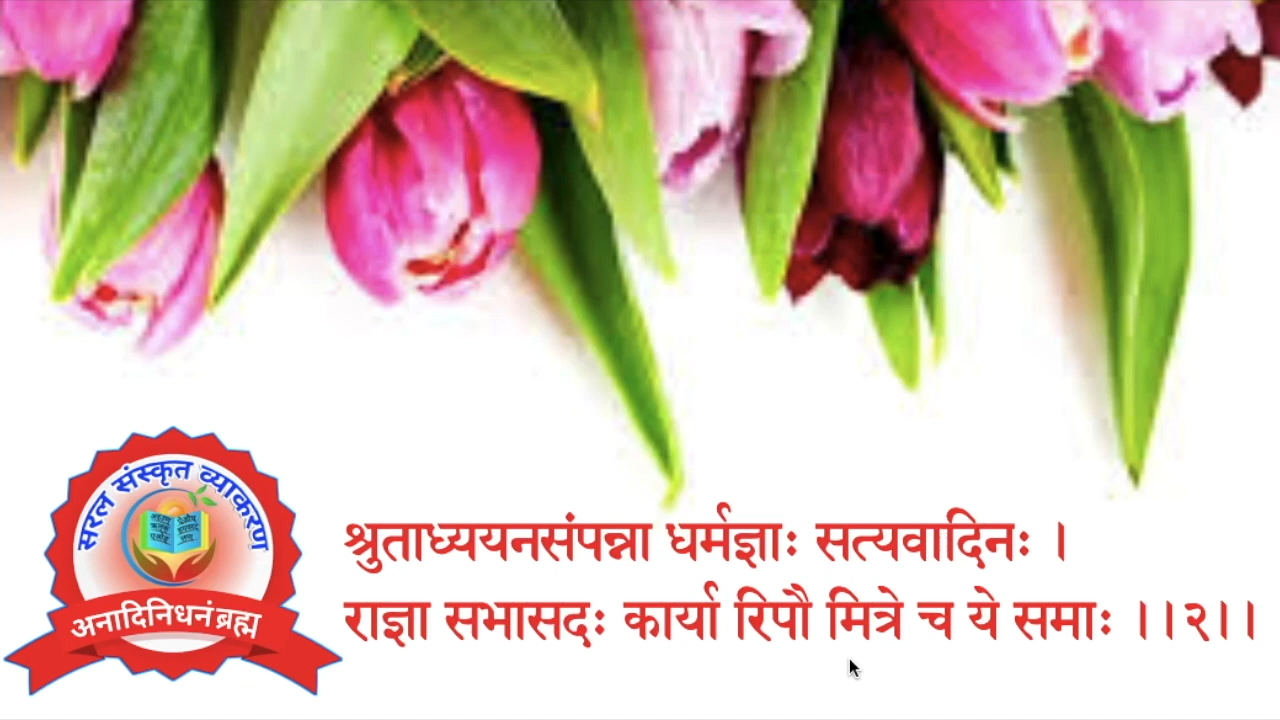 सरल संस्कृत व्याकरण
अनादिनिधनं ब्रह्म
श्रुताध्ययनसंपन्ना धर्मज्ञाः सत्यवादिनः ।
राज्ञा सभासदः कार्या रिपौ मित्रे च ये समाः ।।२।।